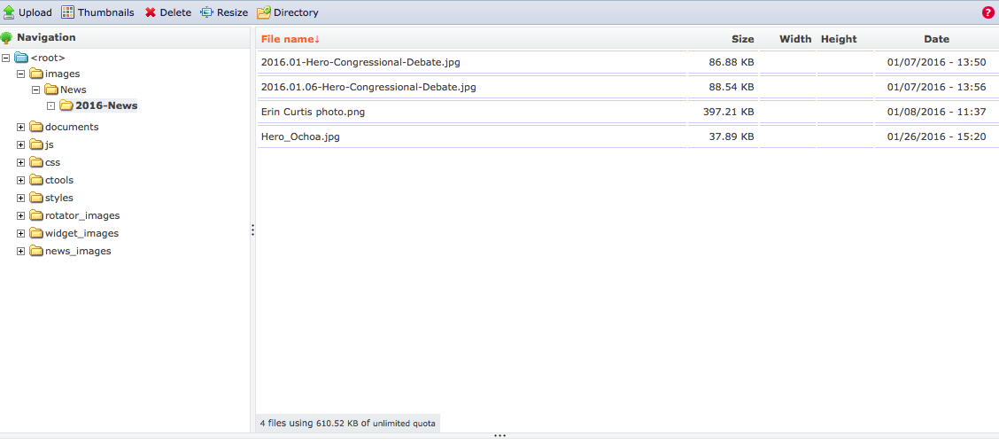 Upload Thumbnails Delete Resize Directory ?
Navigation
<root>
images
News
2016-News
documents
js
css
ctools
styles
rotator_images
widget_images
news_images
File name↓ Size Width Height Date
2016.01-Hero-Congressional-Debate.jpg 86.88 KB 01/07/2016 - 13:50
2016.01.06-Hero-Congressional-Debate.jpg 88.54 KB 01/07/2016 - 13:56
Erin Curtis photo.png 397.21 KB 01/08/2016 - 11:37
Hero_Ochoa.jpg 37.89 KB 01/26/2016 - 15:20
4 files using 610.52 KB of unlimited quota